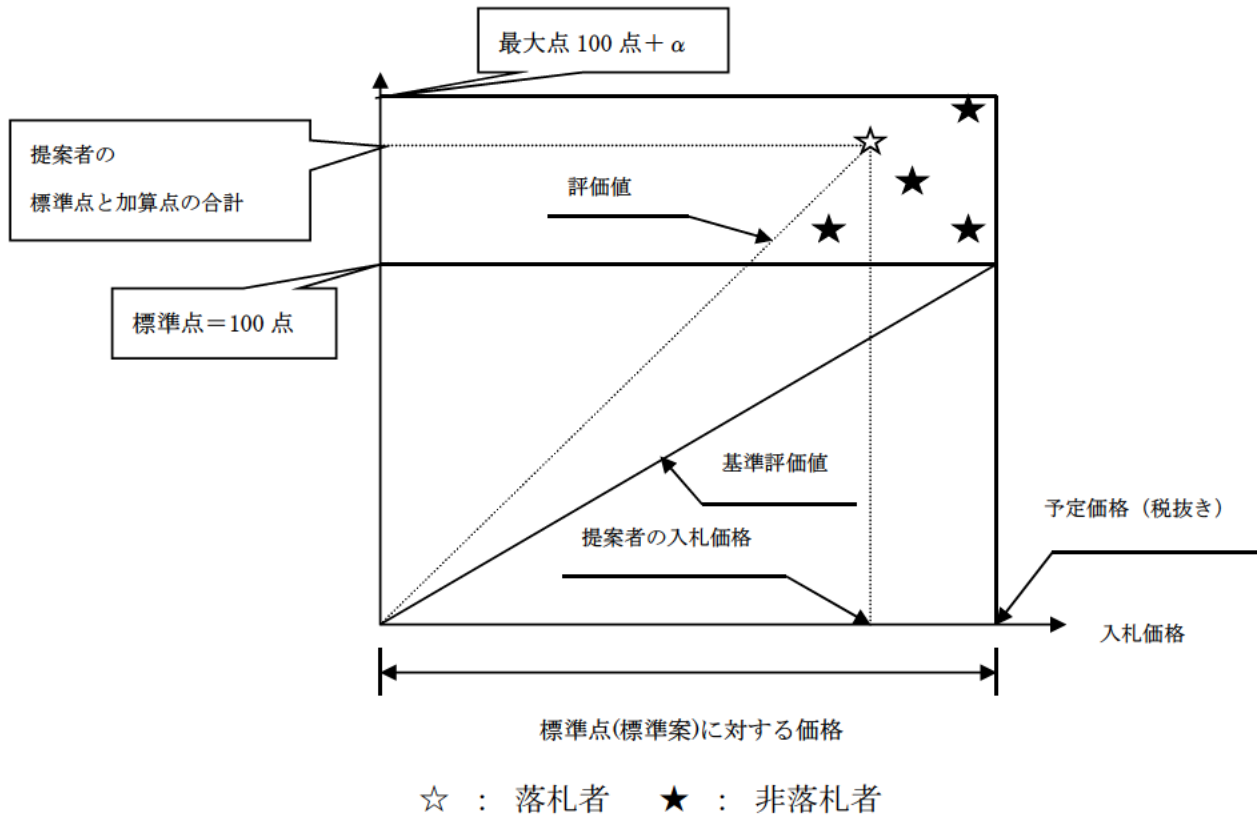 最大点 100 点＋α
提案者の
標準点と加算点の合計
評価値
標準点＝100 点
基準評価値
予定価格（税抜き）
提案者の入札価格
入札価格
標準点(標準案)に対する価格
☆ ： 落札者 ★ ： 非落札者